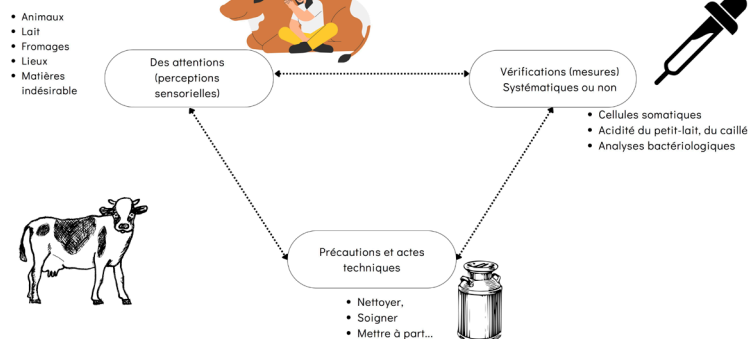 Animaux
Lait
Fromages
Lieux
Matières
indésirable
Des attentions
(perceptions
sensorielles)
Vérifications (mesures)
Systématiques ou non
Cellules somatiques
Acidité du petit-lait, du caillé
Analyses bactériologiques
Précautions et actes
techniques
Nettoyer,
Soigner
Mettre à part...